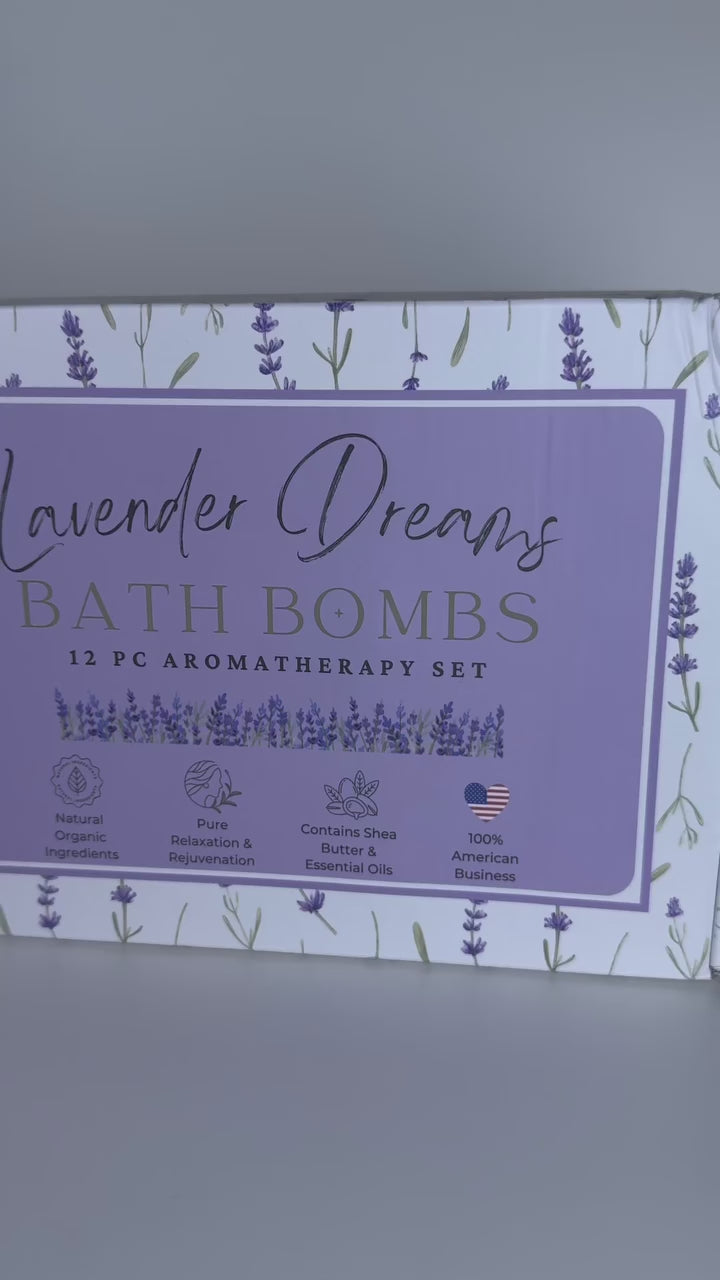 Lavender Dreams
BATH BOMBS
12 PC AROMATHERAPY SET
Natural
Organic
Ingredients
Pure
Relaxation &
Rejuvenation
Contains Shea
Butter &
Essential Oils
100%
American
Business